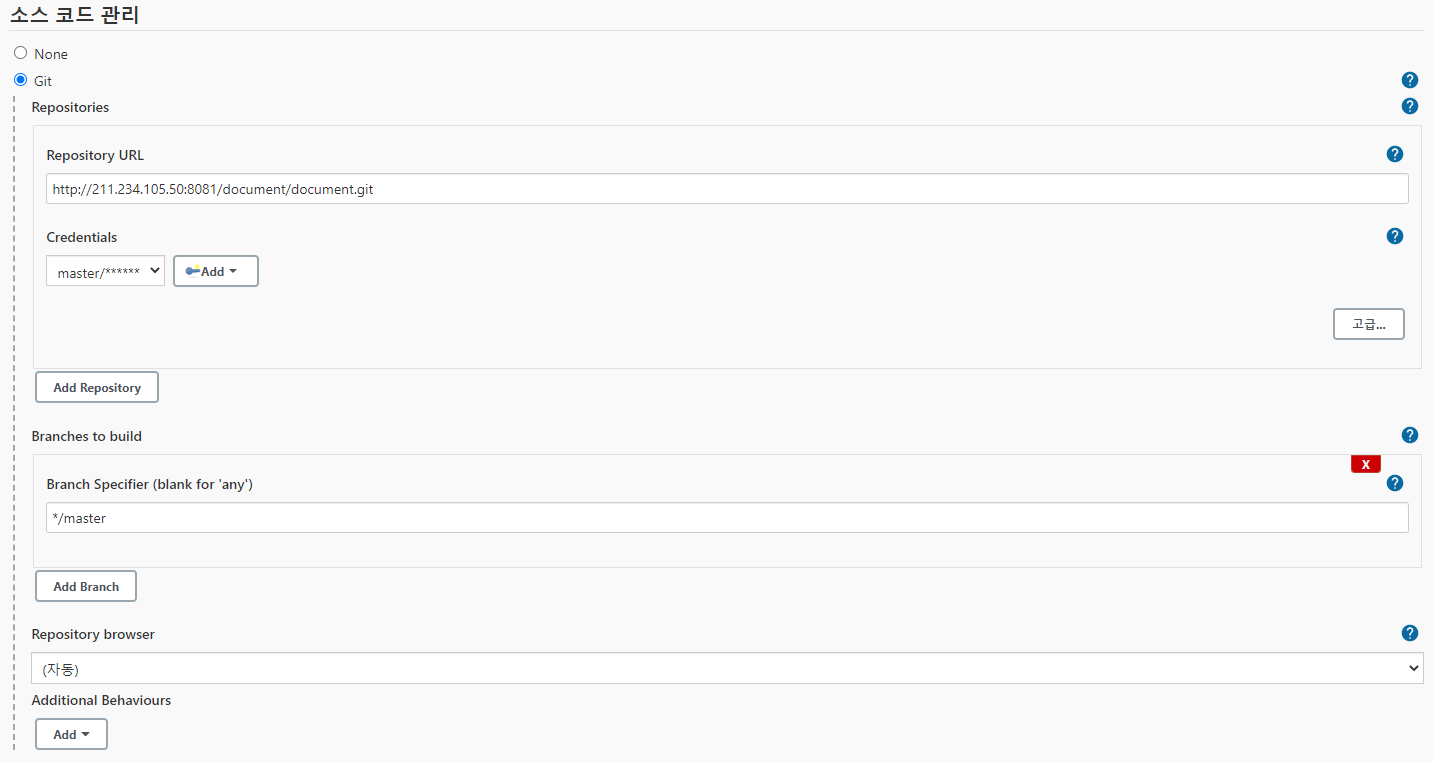 소스 코드 관리
None
Git
Repositories
Repository URL
http://211.234.105.50:8081/document/document.git
Credentials
master/****** Add
고급...
Add Repository
Branches to build
X
Branch Specifier (blank for 'any')
*/master
Add Branch
Repository browser
(자동)
Additional Behaviours
Add